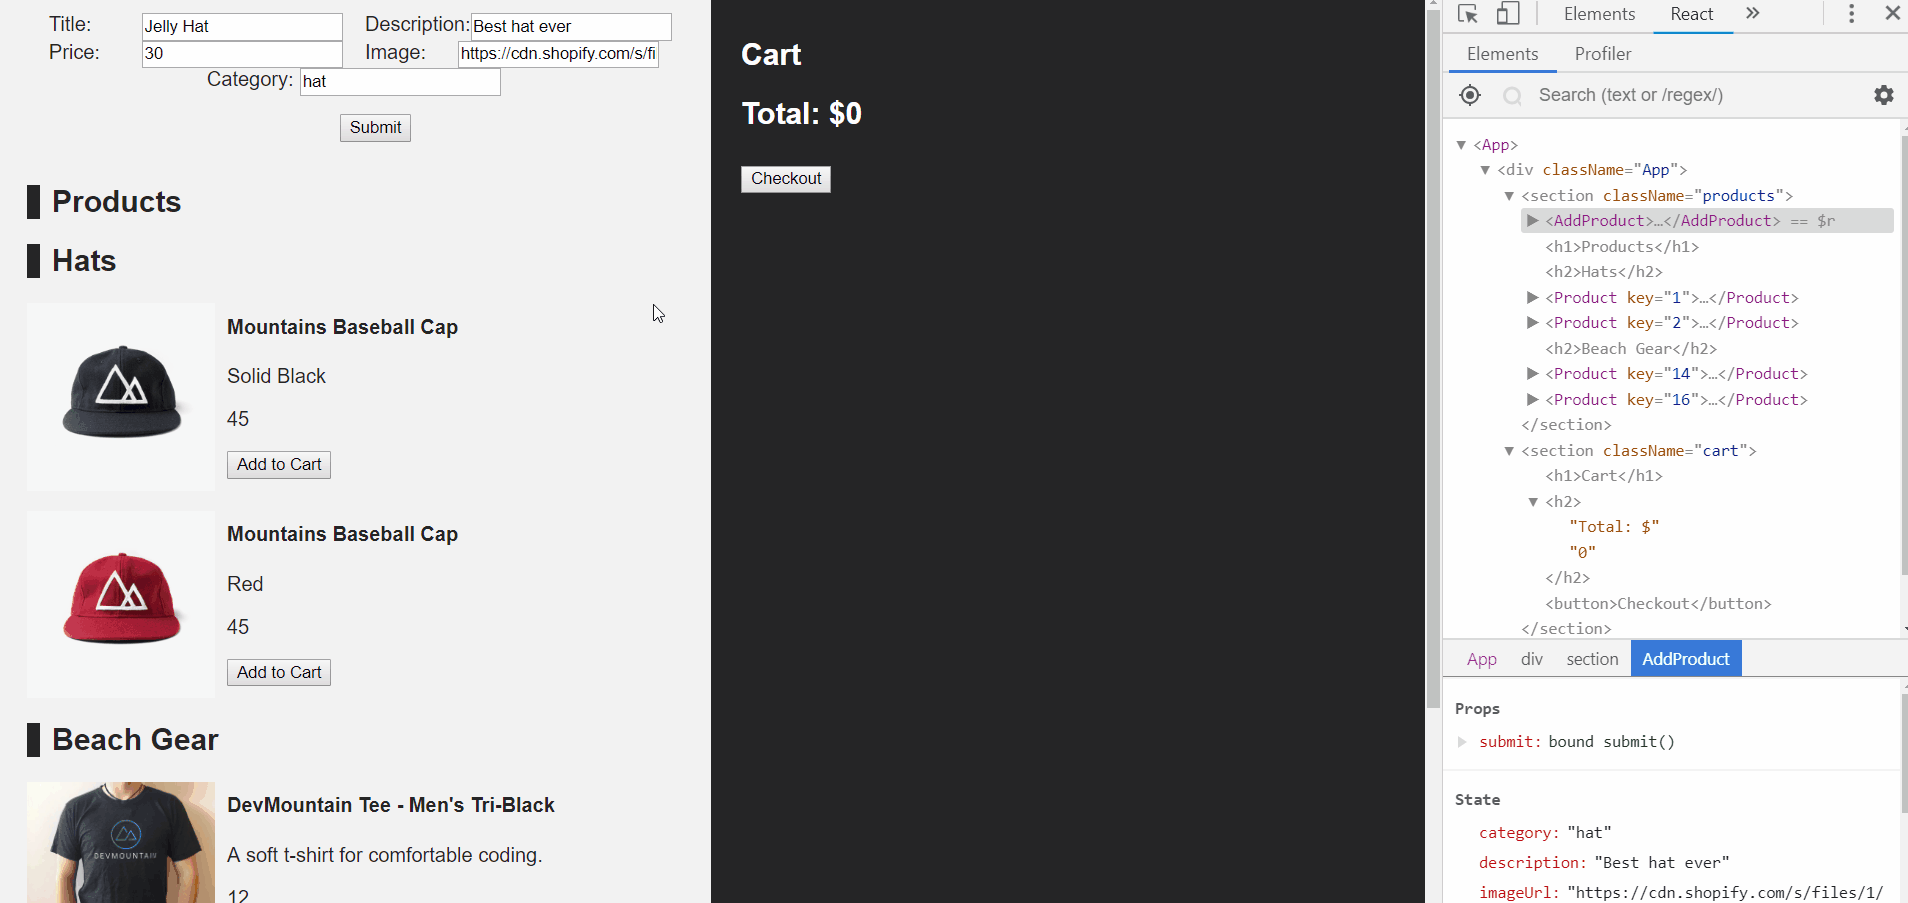 Title: Jelly Hat Description: Best hat ever
Price: 30 Image: https://cdn.shopify.com/s/fi
Category: hat
Submit
Products
Hats
Mountains Baseball Cap
Solid Black
45
Add to Cart
Mountains Baseball Cap
Red
45
Add to Cart
Beach Gear
DEVMOUNTAIN
DevMountain Tee - Men's Tri-Black
A soft t-shirt for comfortable coding.
12
Cart
Total: $0
Checkout
Elements React »
Elements Profiler
Search (text or /regex/)
▼ <App>
▼ <div className="App">
▼ <section className="products">
▶ <AddProduct>…</AddProduct> == $r
<h1>Products</h1>
<h2>Hats</h2>
▶ <Product key="1">…</Product>
▶ <Product key="2">…</Product>
<h2>Beach Gear</h2>
▶ <Product key="14">…</Product>
▶ <Product key="16">…</Product>
</section>
▼ <section className="cart">
<h1>Cart</h1>
▼ <h2>
"Total: $"
"0"
</h2>
<button>Checkout</button>
</section>
App div section AddProduct
Props
▶ submit: bound submit()
State
category: "hat"
description: "Best hat ever"
imageUrl: "https://cdn.shopify.com/s/files/1/